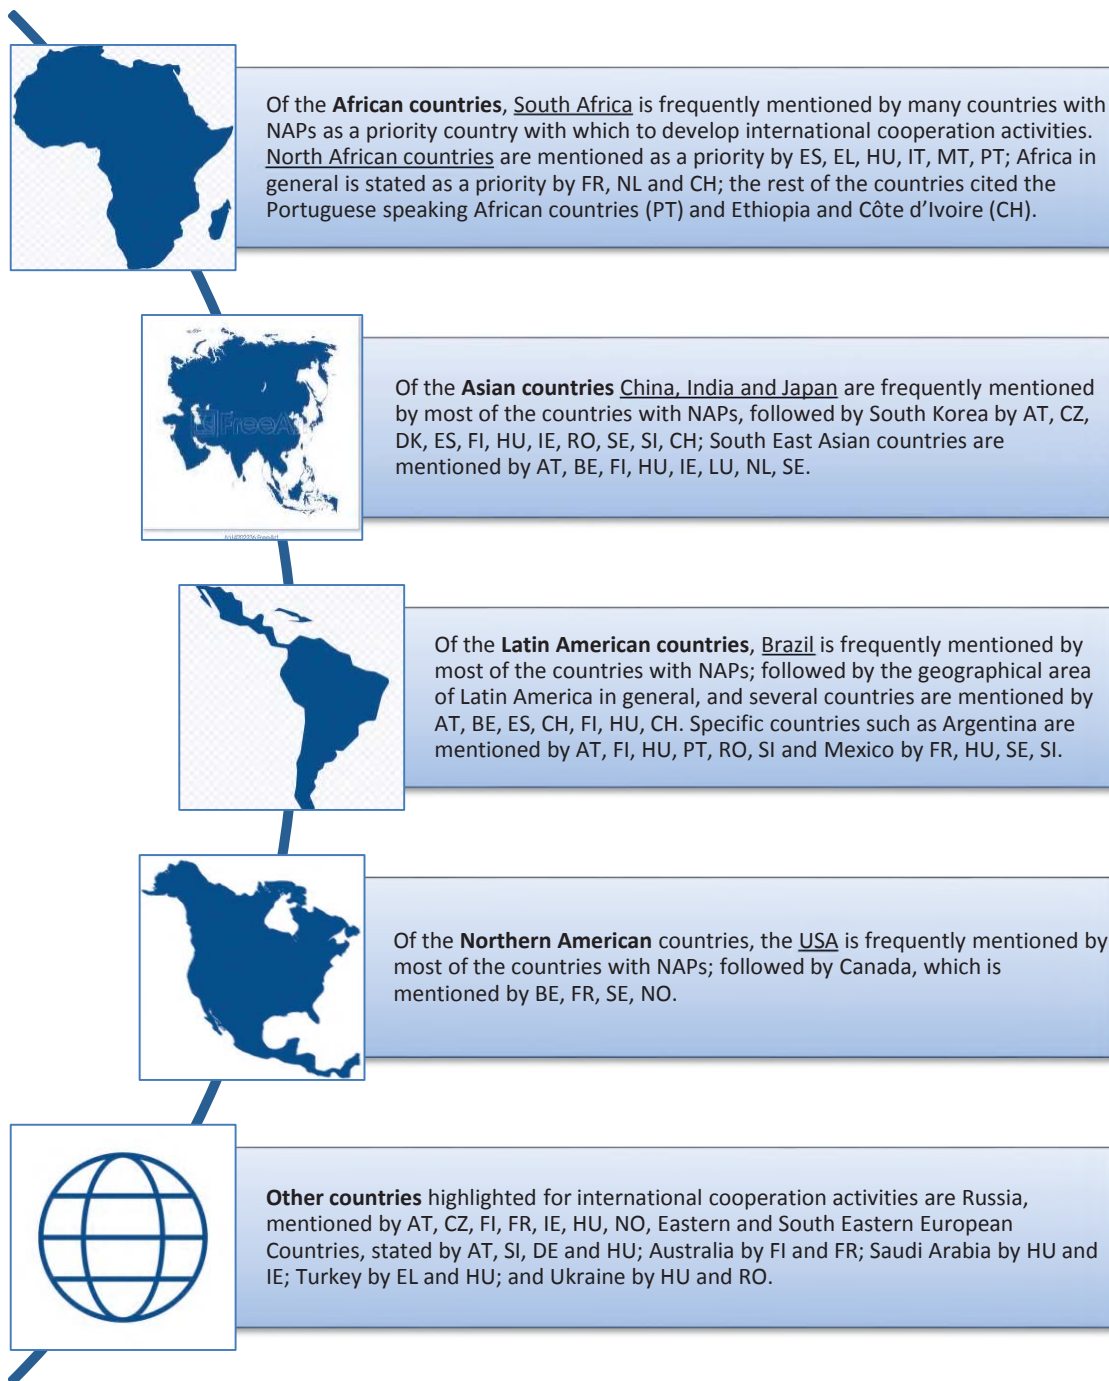 Of the African countries, South Africa is frequently mentioned by many countries with
NAPs as a priority country with which to develop international cooperation activities.
North African countries are mentioned as a priority by ES, EL, HU, IT, MT, PT; Africa in
general is stated as a priority by FR, NL and CH; the rest of the countries cited the
Portuguese speaking African countries (PT) and Ethiopia and Côte d’Ivoire (CH).
Of the Asian countries China, India and Japan are frequently mentioned
by most of the countries with NAPs, followed by South Korea by AT, CZ,
DK, ES, FI, HU, IE, RO, SE, SI, CH; South East Asian countries are
mentioned by AT, BE, FI, HU, IE, LU, NL, SE.
Of the Latin American countries, Brazil is frequently mentioned by
most of the countries with NAPs; followed by the geographical area
of Latin America in general, and several countries are mentioned by
AT, BE, ES, CH, FI, HU, CH. Specific countries such as Argentina are
mentioned by AT, FI, HU, PT, RO, SI and Mexico by FR, HU, SE, SI.
Of the Northern American countries, the USA is frequently mentioned by
most of the countries with NAPs; followed by Canada, which is
mentioned by BE, FR, SE, NO.
Other countries highlighted for international cooperation activities are Russia,
mentioned by AT, CZ, FI, FR, IE, HU, NO, Eastern and South Eastern European
Countries, stated by AT, SI, DE and HU; Australia by FI and FR; Saudi Arabia by HU and
IE; Turkey by EL and HU; and Ukraine by HU and RO.